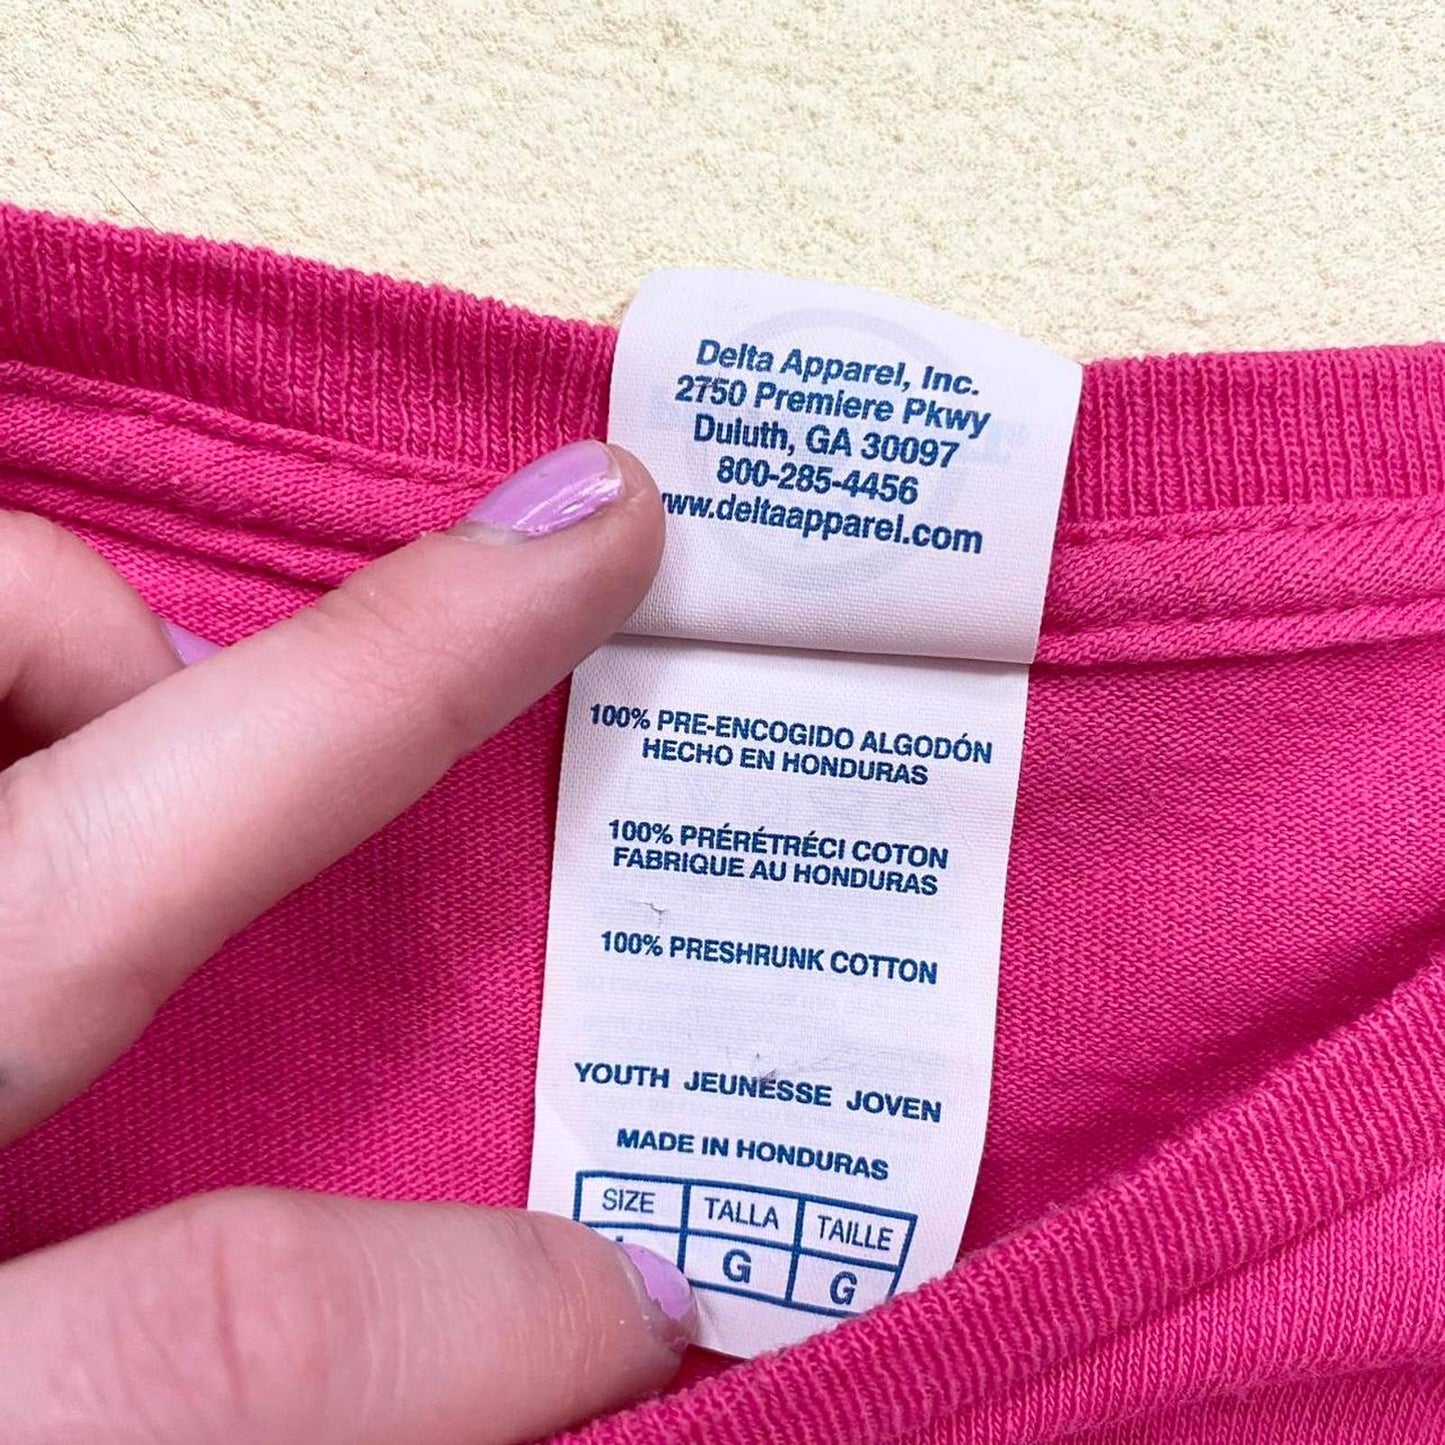 Delta Apparel, Inc.
2750 Premiere Pkwy
Duluth, GA 30097
800-285-4456
www.deltaapparel.com
100% PRE-ENCOGIDO ALGODÓN
HECHO EN HONDURAS
100% PRÉRÉTRÉCI COTON
FABRIQUE AU HONDURAS
100% PRESHRUNK COTTON
YOUTH JEUNESSE JOVEN
MADE IN HONDURAS
SIZE TALLA TAILLE
G G